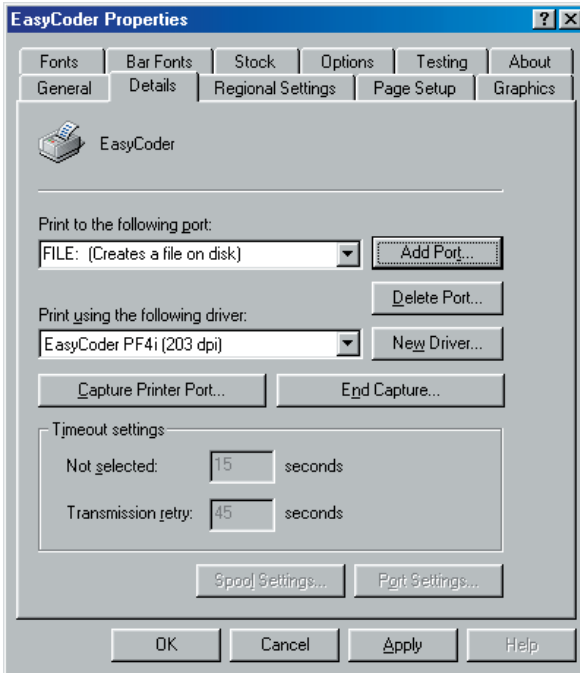 EasyCoder Properties
Fonts Bar Fonts Stock Options Testing About
General Details Regional Settings Page Setup Graphics
EasyCoder
Print to the following port:
FILE: (Creates a file on disk) Add Port...
Delete Port...
Print using the following driver:
EasyCoder PF4i (203 dpi) New Driver...
Capture Printer Port... End Capture...
Timeout settings
Not selected: 15 seconds
Transmission retry: 45 seconds
Spool Settings... Port Settings...
OK Cancel Apply Help